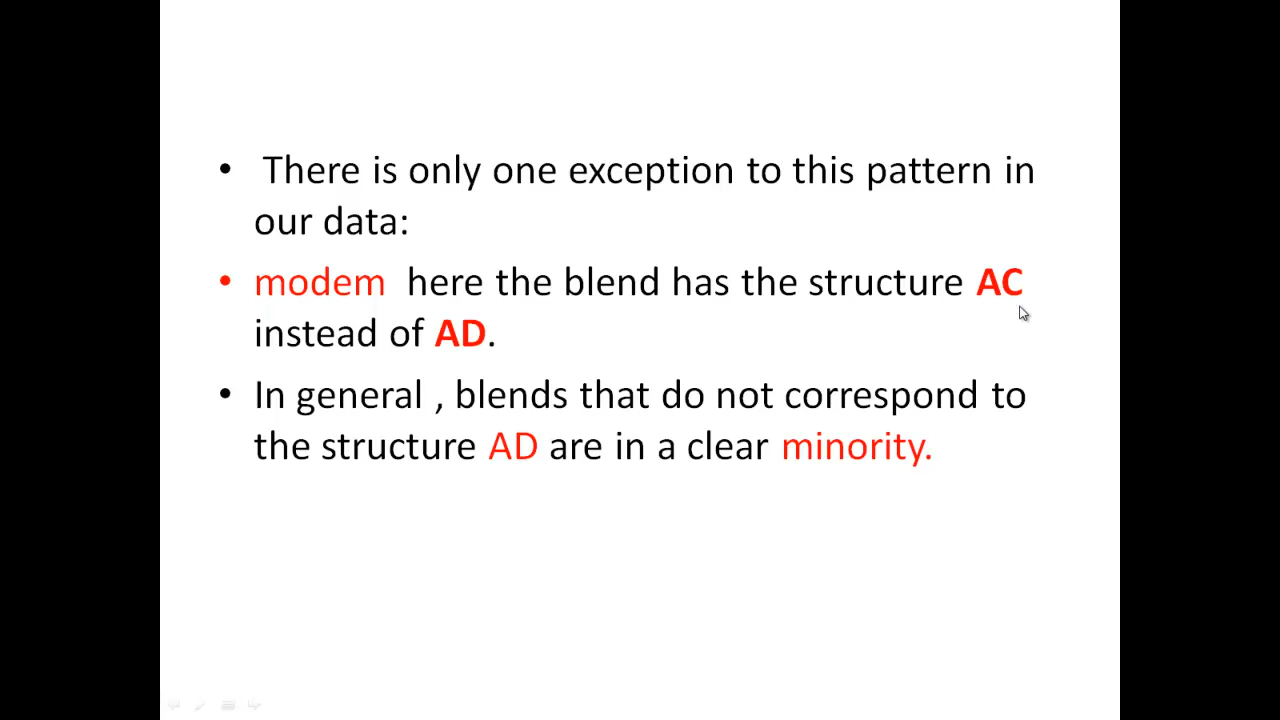 • There is only one exception to this pattern in
our data:
• modem here the blend has the structure AC
instead of AD.
• In general , blends that do not correspond to
the structure AD are in a clear minority.